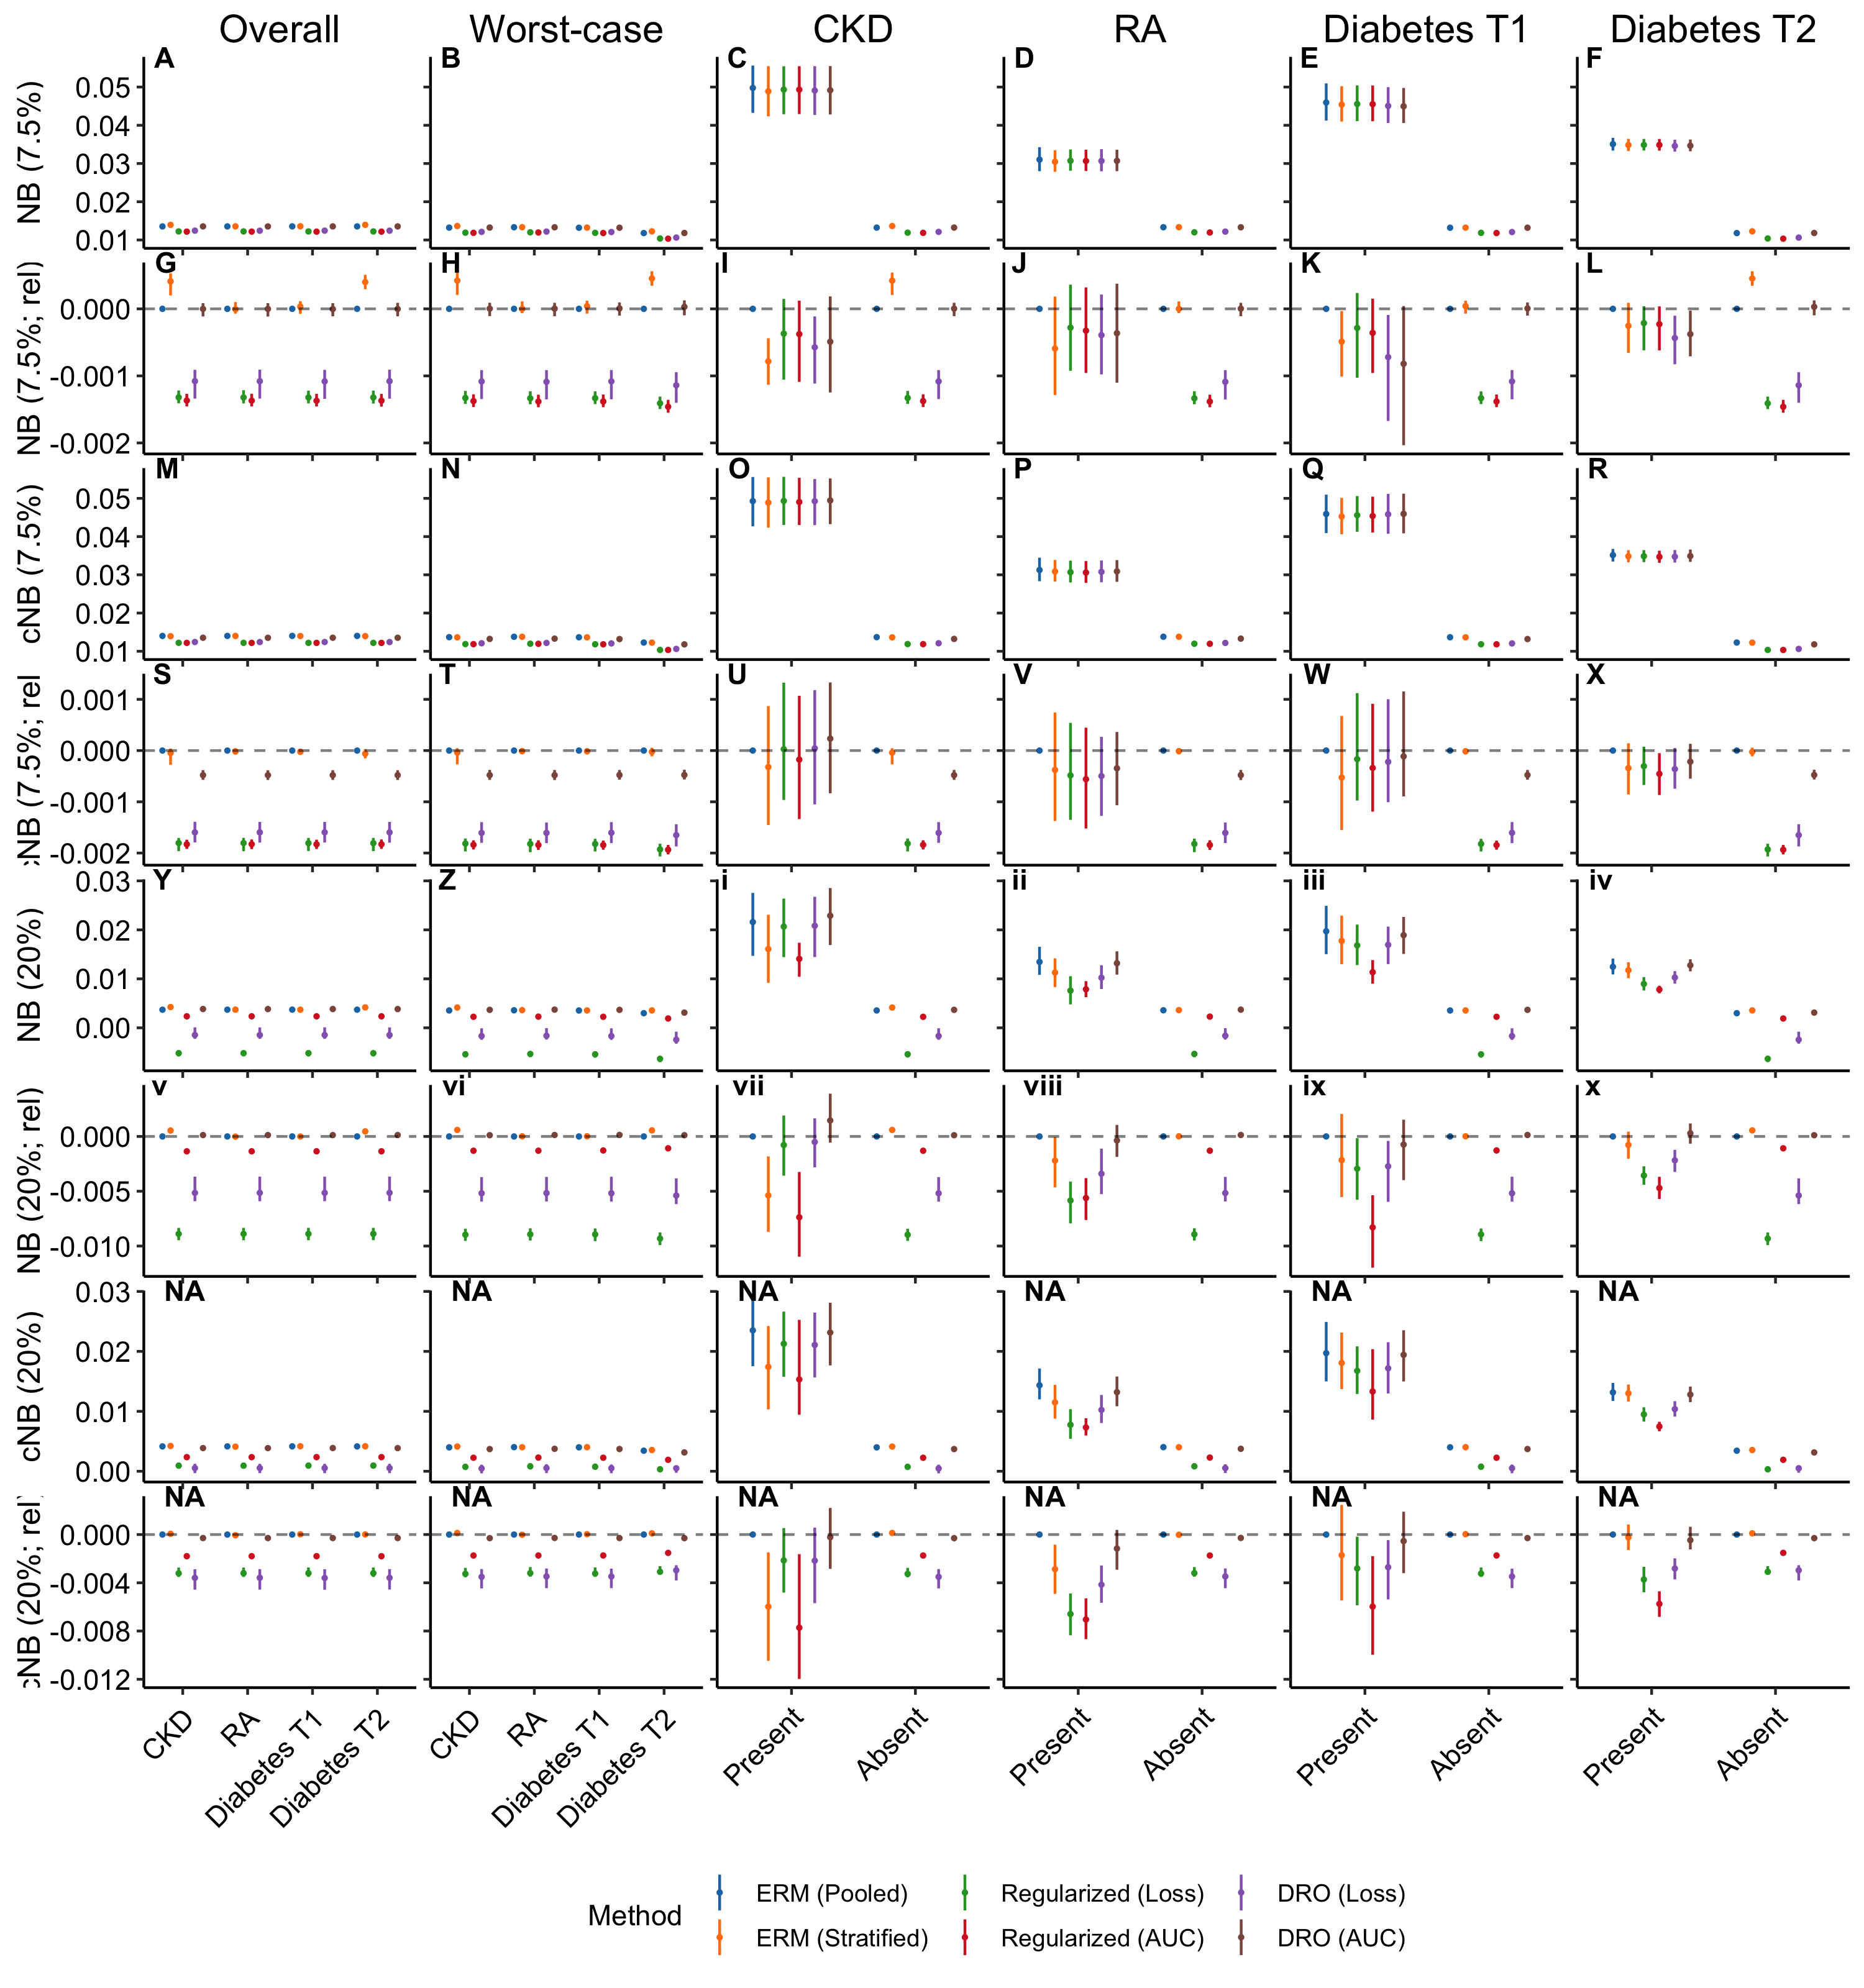 Overall Worst-case CKD RA Diabetes T1 Diabetes T2
A B C D E F
NB (7.5%)
0.05
0.04
0.03
0.02
0.01
G H I J K L
NB (7.5%; rel)
0.000
-0.001
-0.002
M N O P Q R
cNB (7.5%)
0.05
0.04
0.03
0.02
0.01
S T U V W X
cNB (7.5%; rel
0.001
0.000
-0.001
-0.002
Y Z i ii iii iv
NB (20%)
0.03
0.02
0.01
0.00
v vi vii viii ix x
NB (20%; rel)
0.000
-0.005
-0.010
NA NA NA NA NA NA
cNB (20%)
0.03
0.02
0.01
0.00
NA NA NA NA NA NA
cNB (20%; rel)
0.000
-0.004
-0.008
-0.012
CKD RA Diabetes T1 Diabetes T2 CKD RA Diabetes T1 Diabetes T2 Present Absent Present Absent Present Absent Present Absent
Method
ERM (Pooled) Regularized (Loss) DRO (Loss)
ERM (Stratified) Regularized (AUC) DRO (AUC)